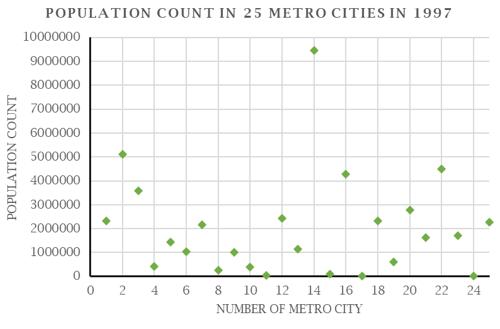 POPULATION COUNT IN 25 METRO CITIES IN 1997
10000000
9000000
8000000
7000000
6000000
5000000
4000000
3000000
2000000
1000000
0
POPULATION COUNT
0 2 4 6 8 10 12 14 16 18 20 22 24
NUMBER OF METRO CITY